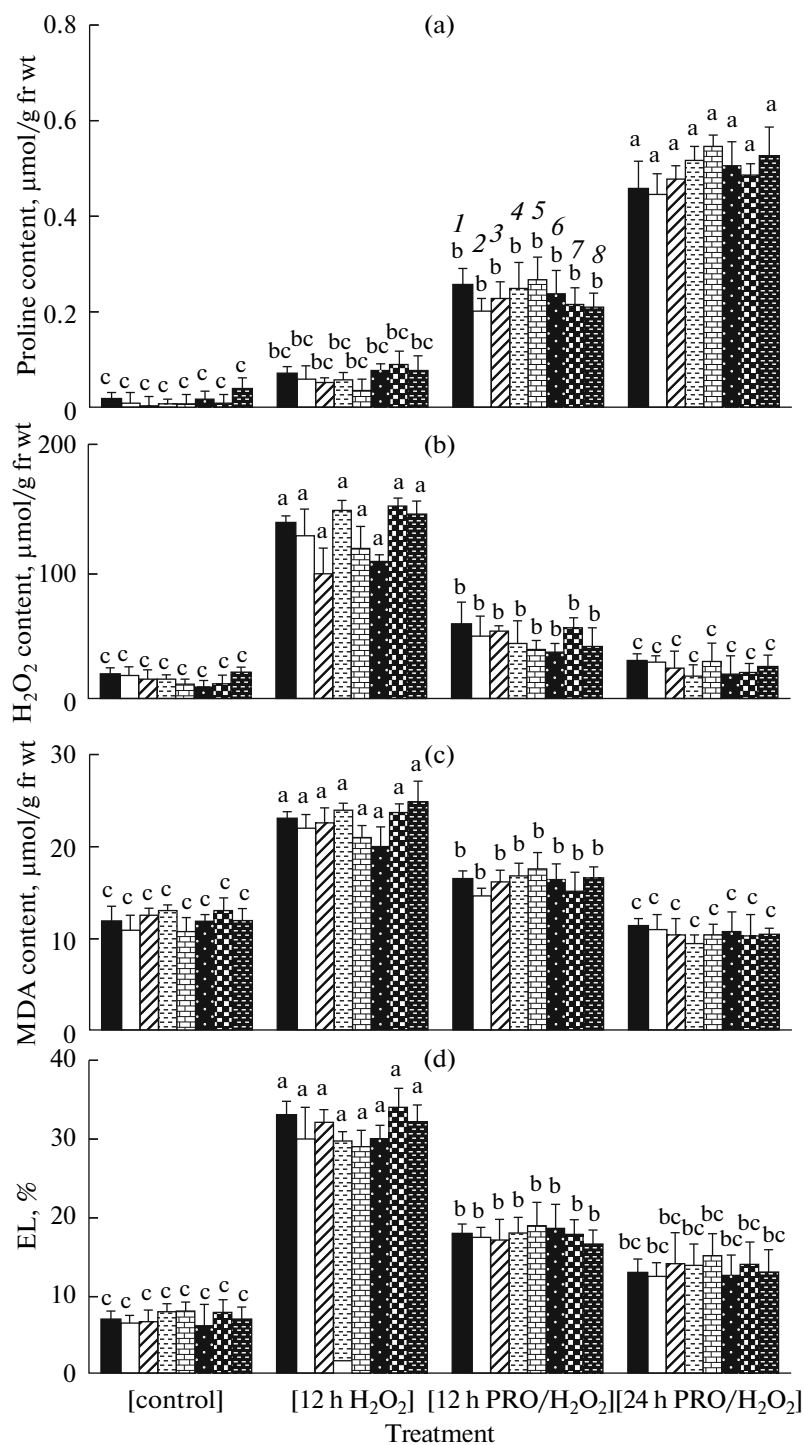 (a)
0.8
0.6
0.4
0.2
0
Proline content, μmol/g fr wt
c c c c c c c c
bc bc bc bc bc bc bc bc
1 2 3 4 5 6 7 8
b b b b b b b b
a a a a a a a a
(b)
200
100
0
H₂O₂ content, μmol/g fr wt
c c c c c c c c
a a a a a a a a
b b b b b b b b
c c c c c c c c
(c)
30
20
10
0
MDA content, μmol/g fr wt
c c c c c c c c
a a a a a a a a
b b b b b b b b
c c c c c c c c
(d)
40
30
20
10
0
EL, %
c c c c c c c c
a a a a a a a a
b b b b b b b b
bc bc bc bc bc bc bc bc
[control] [12 h H₂O₂] [12 h PRO/H₂O₂][24 h PRO/H₂O₂]
Treatment